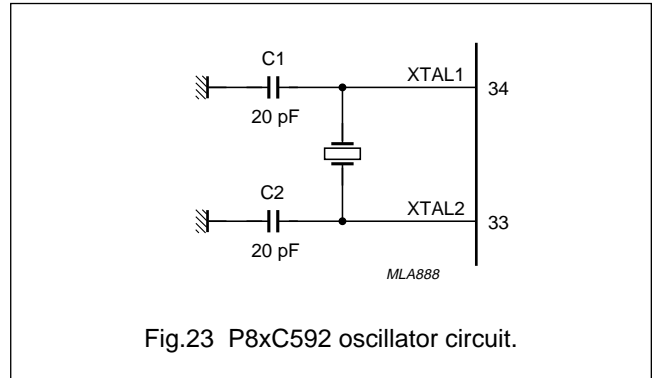 C1
XTAL1
34
20 pF
C2
XTAL2
33
20 pF
MLA888
Fig.23 P8xC592 oscillator circuit.